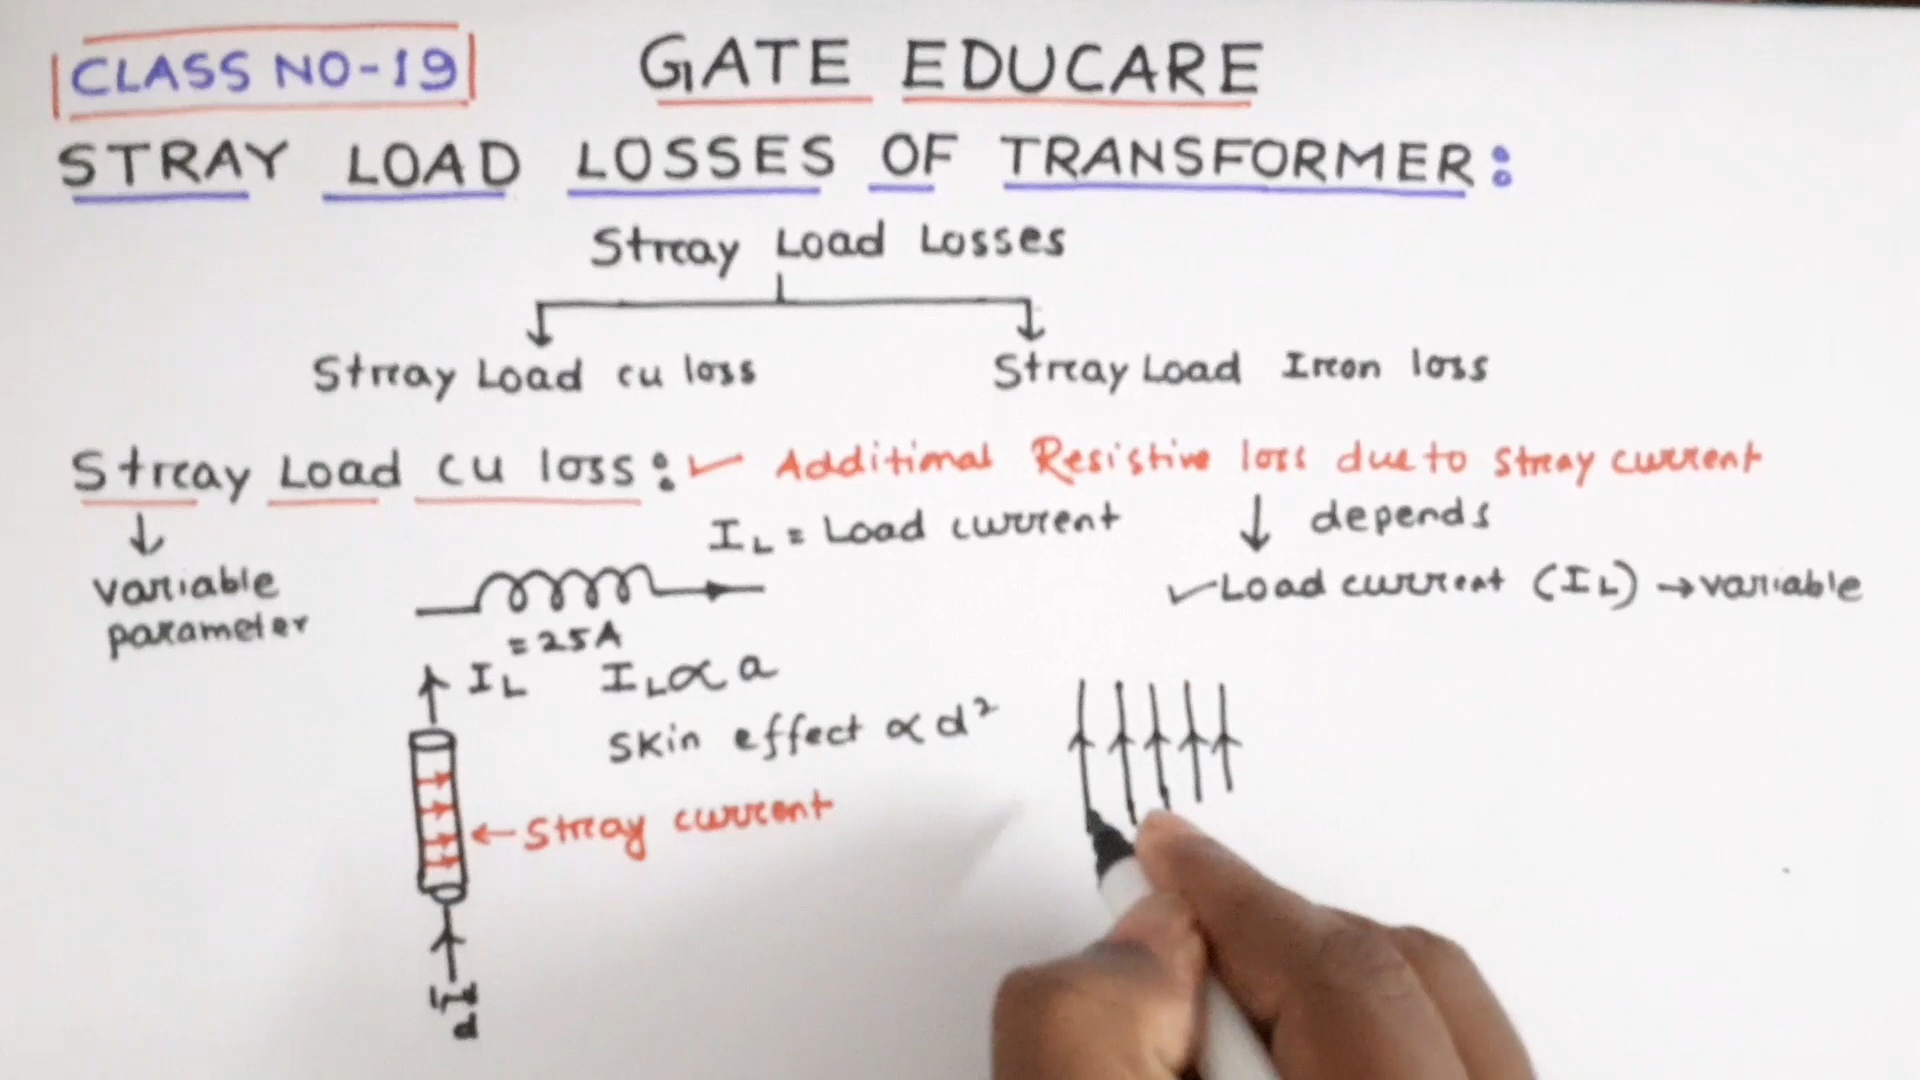 CLASS NO-19
GATE EDUCARE
STRAY LOAD LOSSES OF TRANSFORMER:
Stray Load Losses
Stray Load cu loss
Stray Load Iron loss
Stray Load cu loss: ✓ Additional Resistive loss due to stray current
variable
parameter
IL = Load current
↓ depends
✓Load current (IL) → variable
= 25A
IL
IL ∝ a
Skin effect ∝ d²
← Stray current
d